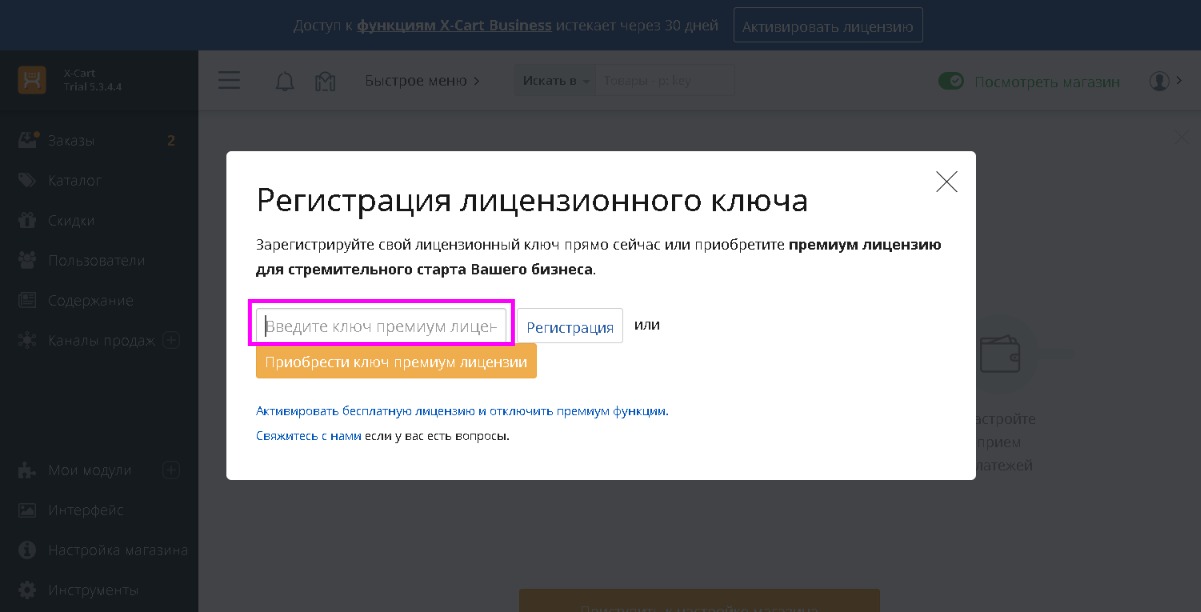 Доступ к функциям X-Cart Business истекает через 30 дней
Активировать лицензию
X-Cart
Trial 5.3.4.4
Быстрое меню
Искать в
Посмотреть магазин
Заказы 2
Каталог
Скидки
Пользователи
Содержание
Каналы продаж
Мои модули
Интерфейс
Настройка магазина
Инструменты
Регистрация лицензионного ключа
Зарегистрируйте свой лицензионный ключ прямо сейчас или приобретите премиум лицензию
для стремительного старта Вашего бизнеса.
Введите ключ премиум лицен
Регистрация
или
Приобрести ключ премиум лицензии
Активировать бесплатную лицензию и отключить премиум функции.
Свяжитесь с нами если у вас есть вопросы.
астройте
прием
латежей